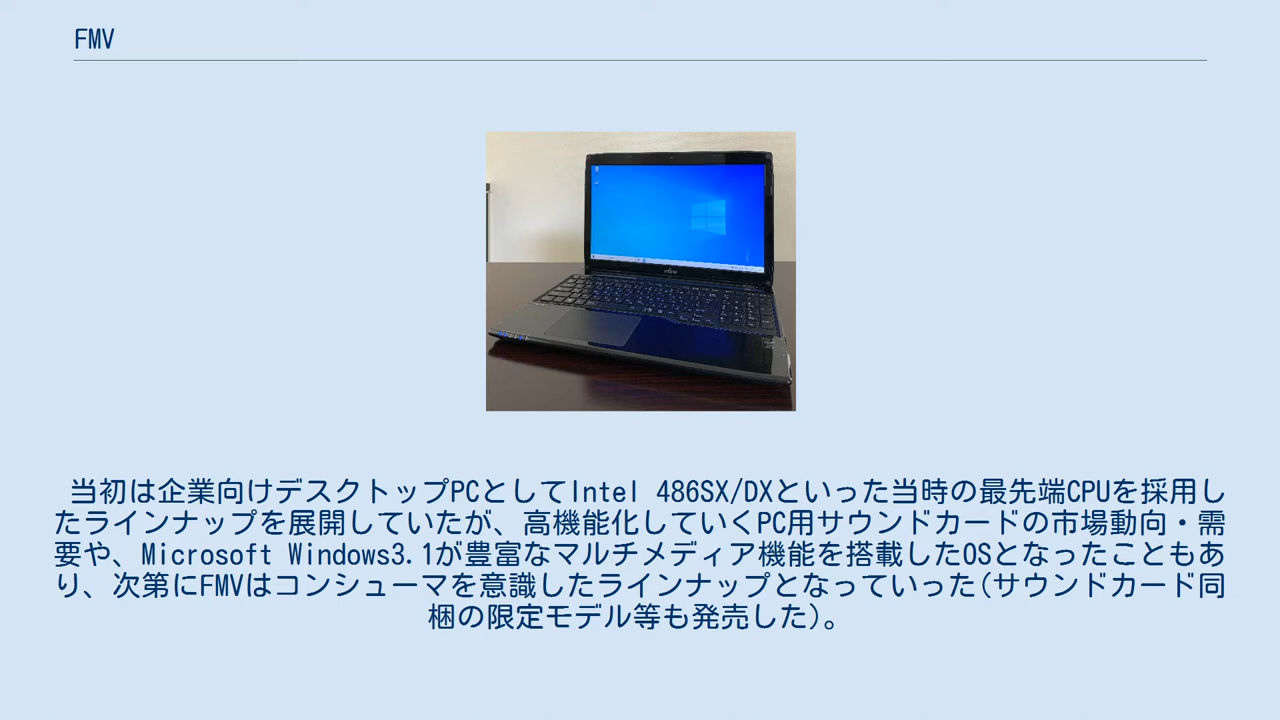 FMV
当初は企業向けデスクトップPCとしてIntel 486SX/DXといった当時の最先端CPUを採用し
たラインナップを展開していたが、高機能化していくPC用サウンドカードの市場動向・需
要や、Microsoft Windows3.1が豊富なマルチメディア機能を搭載したOSとなったこともあ
り、次第にFMVはコンシューマを意識したラインナップとなっていった(サウンドカード同
梱の限定モデル等も発売した)。